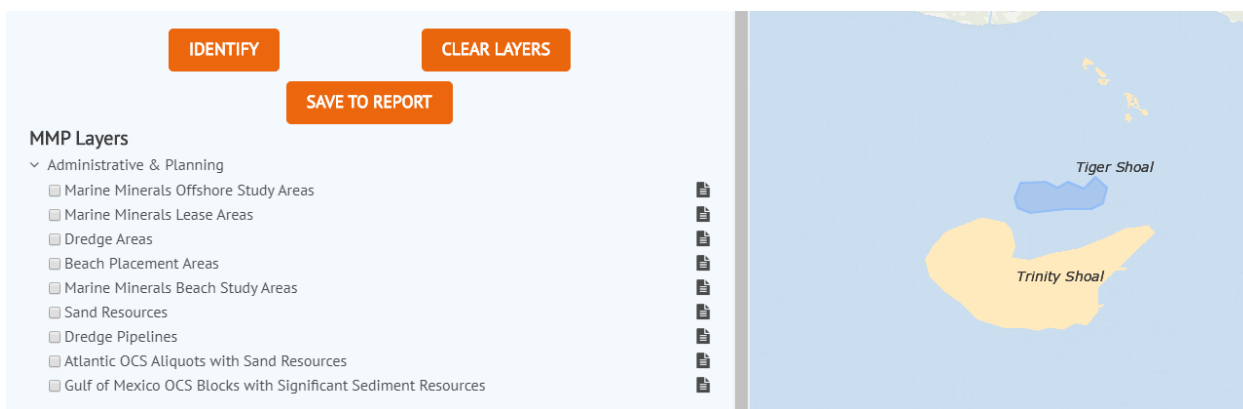 IDENTIFY
CLEAR LAYERS
SAVE TO REPORT
MMP Layers
Administrative & Planning
Marine Minerals Offshore Study Areas
Marine Minerals Lease Areas
Dredge Areas
Beach Placement Areas
Marine Minerals Beach Study Areas
Sand Resources
Dredge Pipelines
Atlantic OCS Aliquots with Sand Resources
Gulf of Mexico OCS Blocks with Significant Sediment Resources
Tiger Shoal
Trinity Shoal